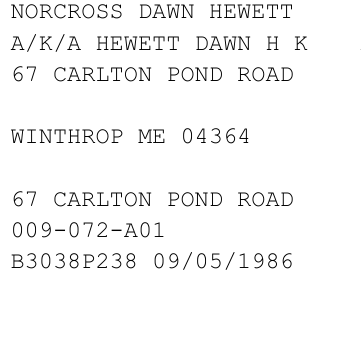 NORCROSS DAWN HEWETT
A/K/A HEWETT DAWN H K
67 CARLTON POND ROAD
WINTHROP ME 04364
67 CARLTON POND ROAD
009-072-A01
B3038P238 09/05/1986